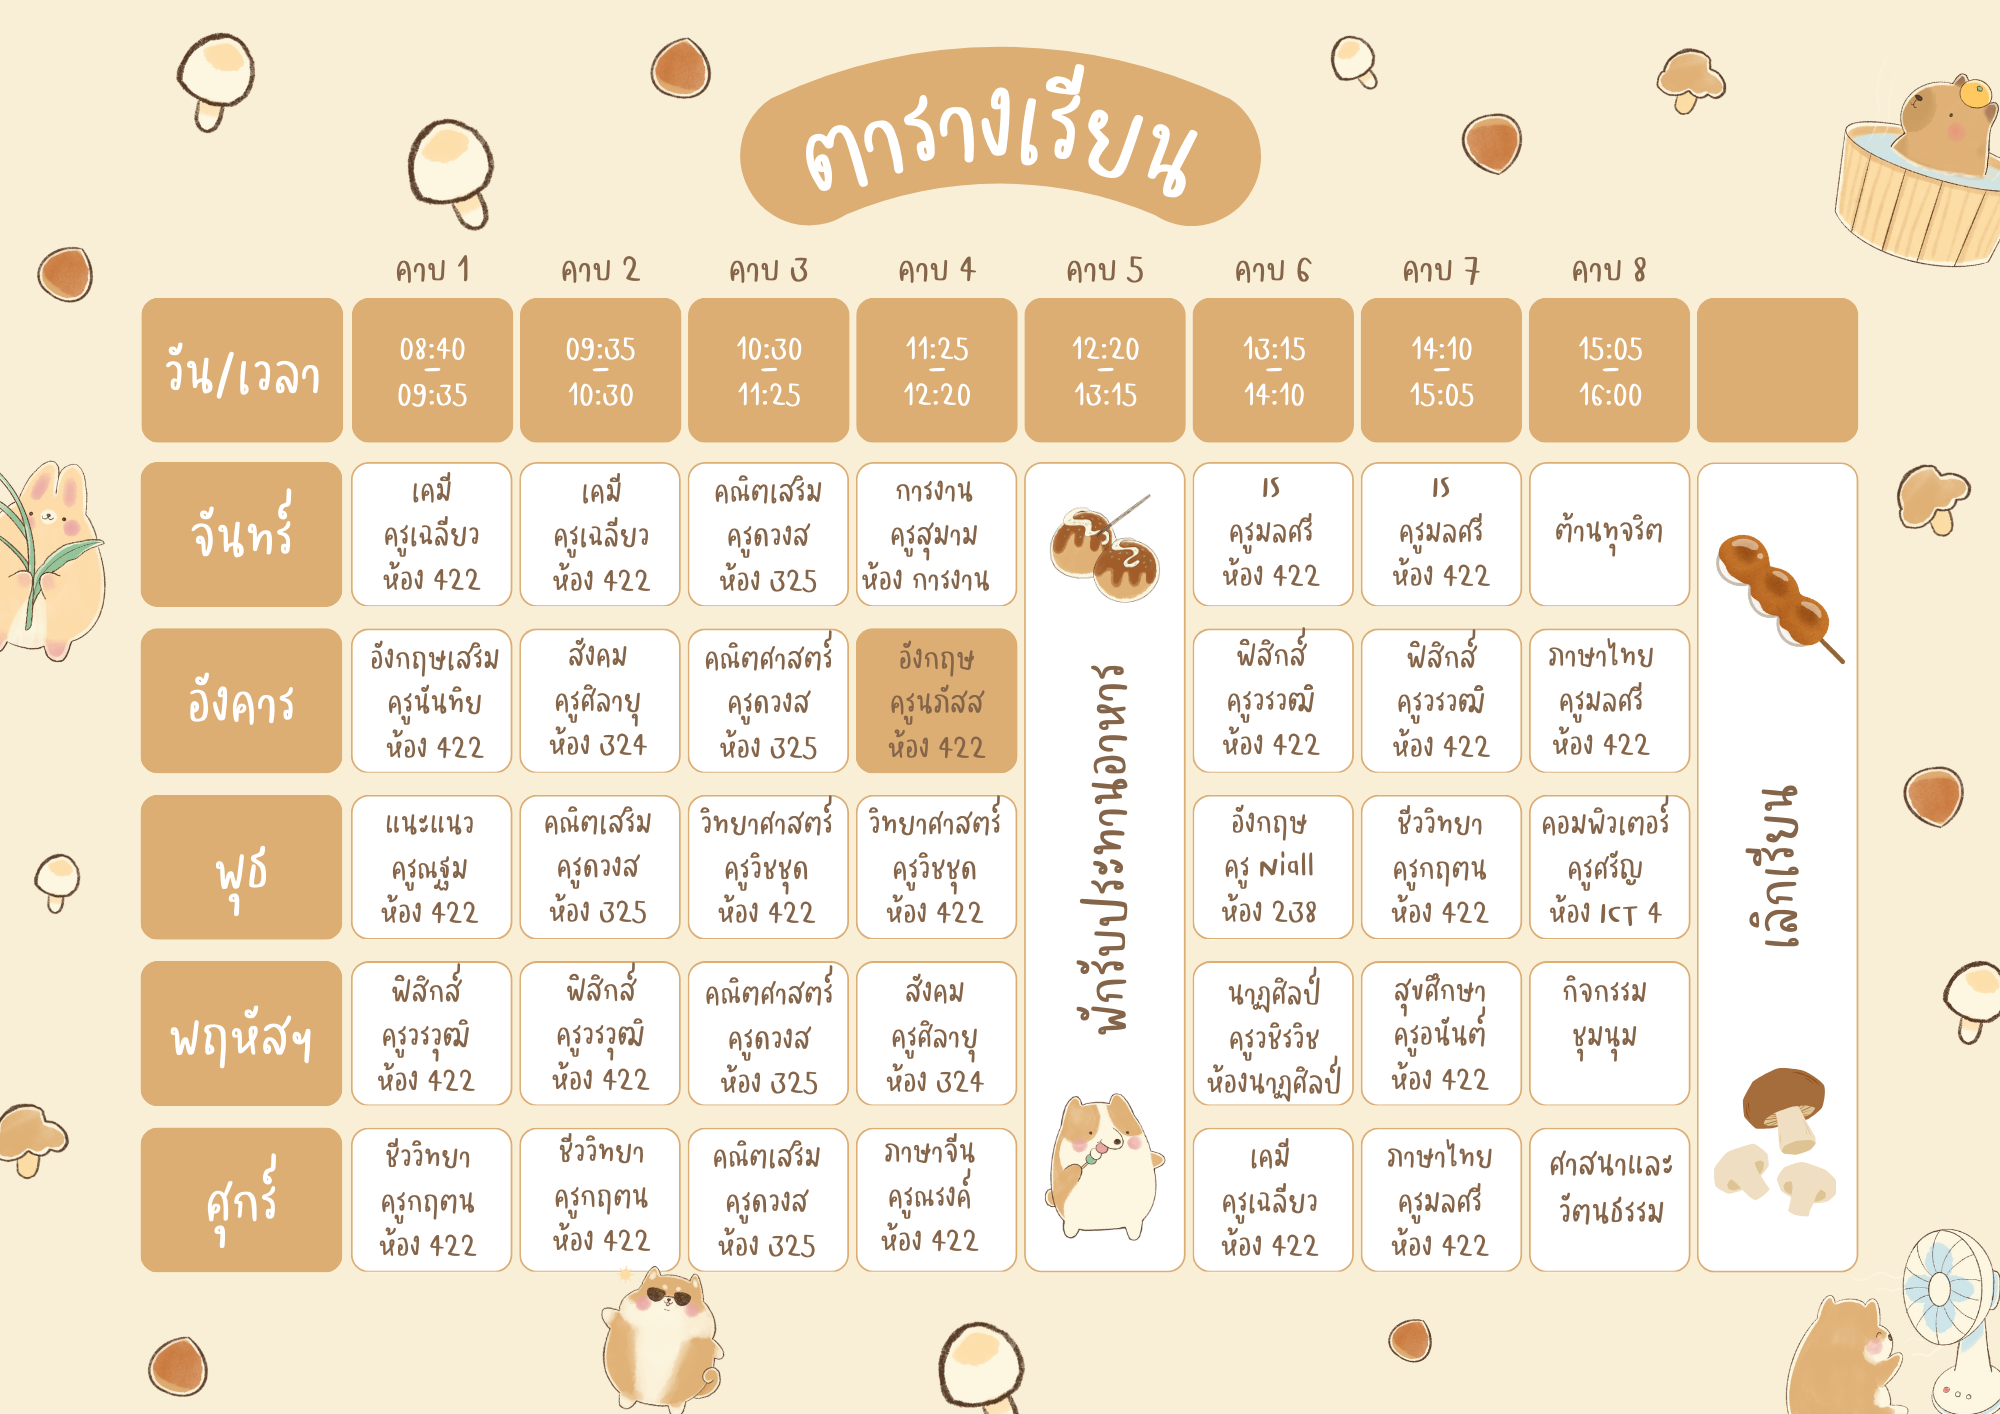 ตารางเรียน
คาบ 1
คาบ 2
คาบ 3
คาบ 4
คาบ 5
คาบ 6
คาบ 7
คาบ 8
วัน/เวลา
08:40
-
09:35
09:35
-
10:30
10:30
-
11:25
11:25
-
12:20
12:20
-
13:15
13:15
-
14:10
14:10
-
15:05
15:05
-
16:00
จันทร์
เคมี
ครูเฉลียว
ห้อง 422
เคมี
ครูเฉลียว
ห้อง 422
คณิตเสริม
ครูดวงส
ห้อง 325
การงาน
ครูสุมาม
ห้อง การงาน
พักรับประทานอาหาร
IS
ครูมลศรี
ห้อง 422
IS
ครูมลศรี
ห้อง 422
ต้านทุจริต
เลิกเรียน
อังคาร
อังกฤษเสริม
ครูนันทิย
ห้อง 422
สังคม
ครูศิลายุ
ห้อง 324
คณิตศาสตร์
ครูดวงส
ห้อง 325
อังกฤษ
ครูนภัสส
ห้อง 422
ฟิสิกส์
ครูวรวฒิ
ห้อง 422
ฟิสิกส์
ครูวรวฒิ
ห้อง 422
ภาษาไทย
ครูมลศรี
ห้อง 422
พุธ
แนะแนว
ครูณฐม
ห้อง 422
คณิตเสริม
ครูดวงส
ห้อง 325
วิทยาศาสตร์
ครูวิชชุด
ห้อง 422
วิทยาศาสตร์
ครูวิชชุด
ห้อง 422
อังกฤษ
ครู Niall
ห้อง 238
ชีววิทยา
ครูกฤตน
ห้อง 422
คอมพิวเตอร์
ครูศรัญ
ห้อง ICT 4
พฤหัสฯ
ฟิสิกส์
ครูวรวุฒิ
ห้อง 422
ฟิสิกส์
ครูวรวุฒิ
ห้อง 422
คณิตศาสตร์
ครูดวงส
ห้อง 325
สังคม
ครูศิลายุ
ห้อง 324
นาฏศิลป์
ครูวชิรวิช
ห้องนาฏศิลป์
สุขศึกษา
ครูอนันต์
ห้อง 422
กิจกรรม
ชุมนุม
ศุกร์
ชีววิทยา
ครูกฤตน
ห้อง 422
ชีววิทยา
ครูกฤตน
ห้อง 422
คณิตเสริม
ครูดวงส
ห้อง 325
ภาษาจีน
ครูณรงค์
ห้อง 422
เคมี
ครูเฉลียว
ห้อง 422
ภาษาไทย
ครูมลศรี
ห้อง 422
ศาสนาและ
วัฒนธรรม